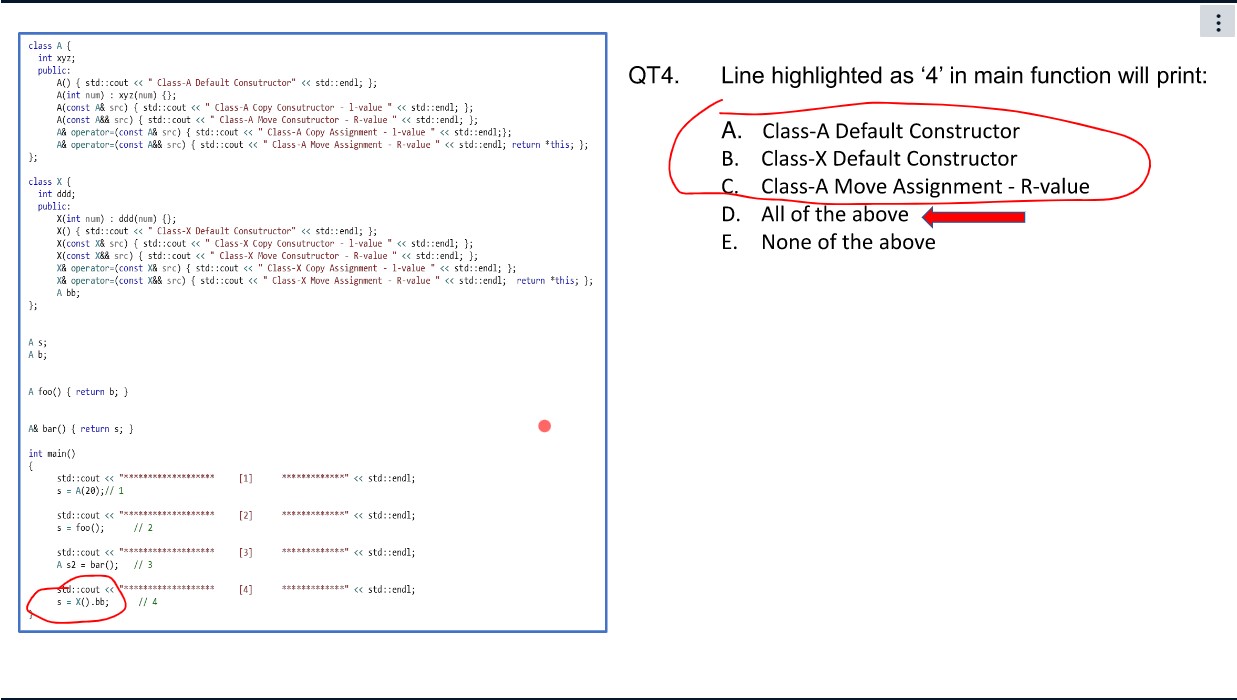 class A {
int xyz;
public:
A() { std::cout << " Class-A Default Consutructor" << std::endl; };
A(int num) : xyz(num) {};
A(const A& src) { std::cout << " Class-A Copy Consutructor - l-value " << std::endl; };
A(const A&& src) { std::cout << " Class-A Move Consutructor - R-value " << std::endl; };
A& operator=(const A& src) { std::cout << " Class-A Copy Assignment - l-value " << std::endl;};
A& operator=(const A&& src) { std::cout << " Class-A Move Assignment - R-value " << std::endl; return *this; };
};
class X {
int ddd;
public:
X(int num) : ddd(num) {};
X() { std::cout << " Class-X Default Consutructor" << std::endl; };
X(const X& src) { std::cout << " Class-X Copy Consutructor - l-value " << std::endl; };
X(const X&& src) { std::cout << " Class-X Move Consutructor - R-value " << std::endl; };
X& operator=(const X& src) { std::cout << " Class-X Copy Assignment - l-value " << std::endl; };
X& operator=(const X&& src) { std::cout << " Class-X Move Assignment - R-value " << std::endl; return *this; };
A bb;
};
A s;
A b;
A foo() { return b; }
A& bar() { return s; }
int main()
{
std::cout << "******************* [1] *************" << std::endl;
s = A(20);// 1
std::cout << "******************* [2] *************" << std::endl;
s = foo(); // 2
std::cout << "******************* [3] *************" << std::endl;
A s2 = bar(); // 3
std::cout << "******************* [4] *************" << std::endl;
s = X().bb; // 4
}
QT4. Line highlighted as ‘4’ in main function will print:
A. Class-A Default Constructor
B. Class-X Default Constructor
C. Class-A Move Assignment - R-value
D. All of the above
E. None of the above